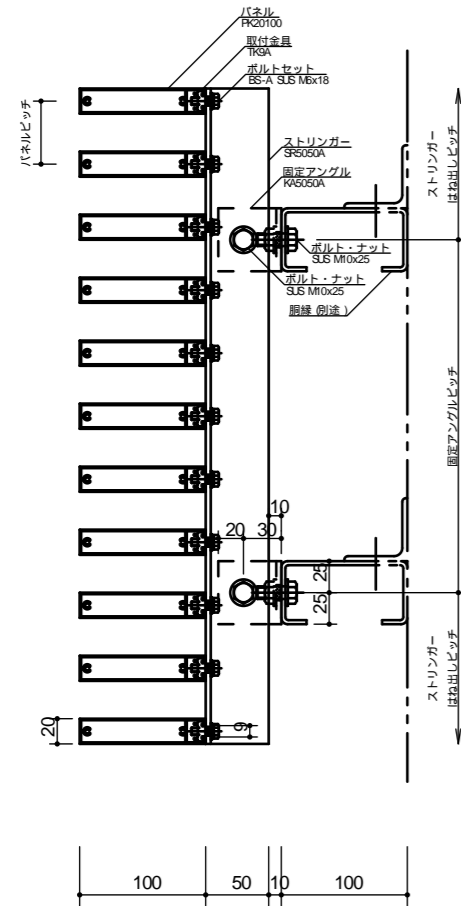 パネル
PK20100
取付金具
TK9A
ボルトセット
BS-A SUS M6x18
パネルピッチ
ストリンガー
SR5050A
固定アングル
KA5050A
ストリンガー
はね出しピッチ
ボルト・ナット
SUS M10x25
ボルト・ナット
SUS M10x25
胴縁 (別途)
固定アングルピッチ
10
20
30
25
25
ストリンガー
はね出しピッチ
20
9
100
50
10
100